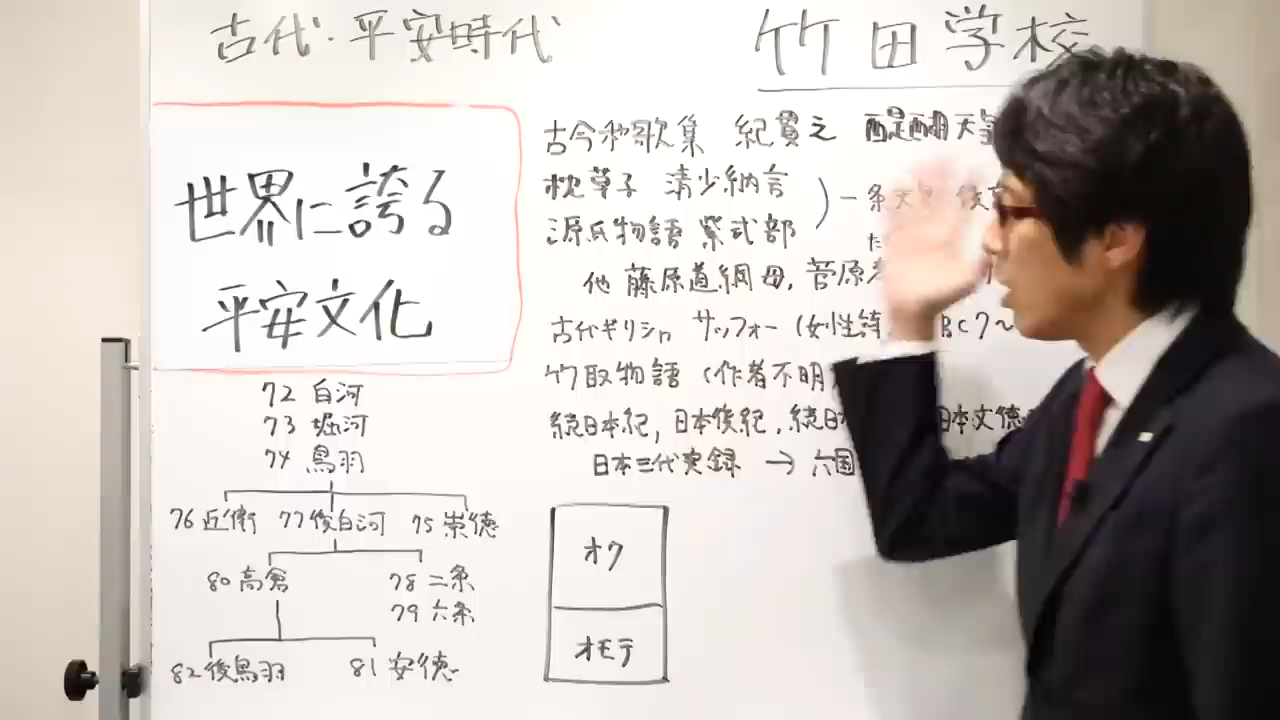 古代・平安時代
竹田学校
世界に誇る
平安文化
古今和歌集 紀貫之 醍醐天皇
枕草子 清少納言
源氏物語 紫式部
一条天皇
他 藤原道綱母, 菅原孝
古代ギリシャ サッフォー (女性詩 BC7〜
竹取物語 (作者不明
続日本紀, 日本後紀, 続日本 日本文徳
日本三代実録 → 六国
72 白河
73 堀河
74 鳥羽
76 近衛 77 後白河 75 崇徳
80 高倉 78 二条
79 六条
82 後鳥羽 81 安徳
オク
オモテ